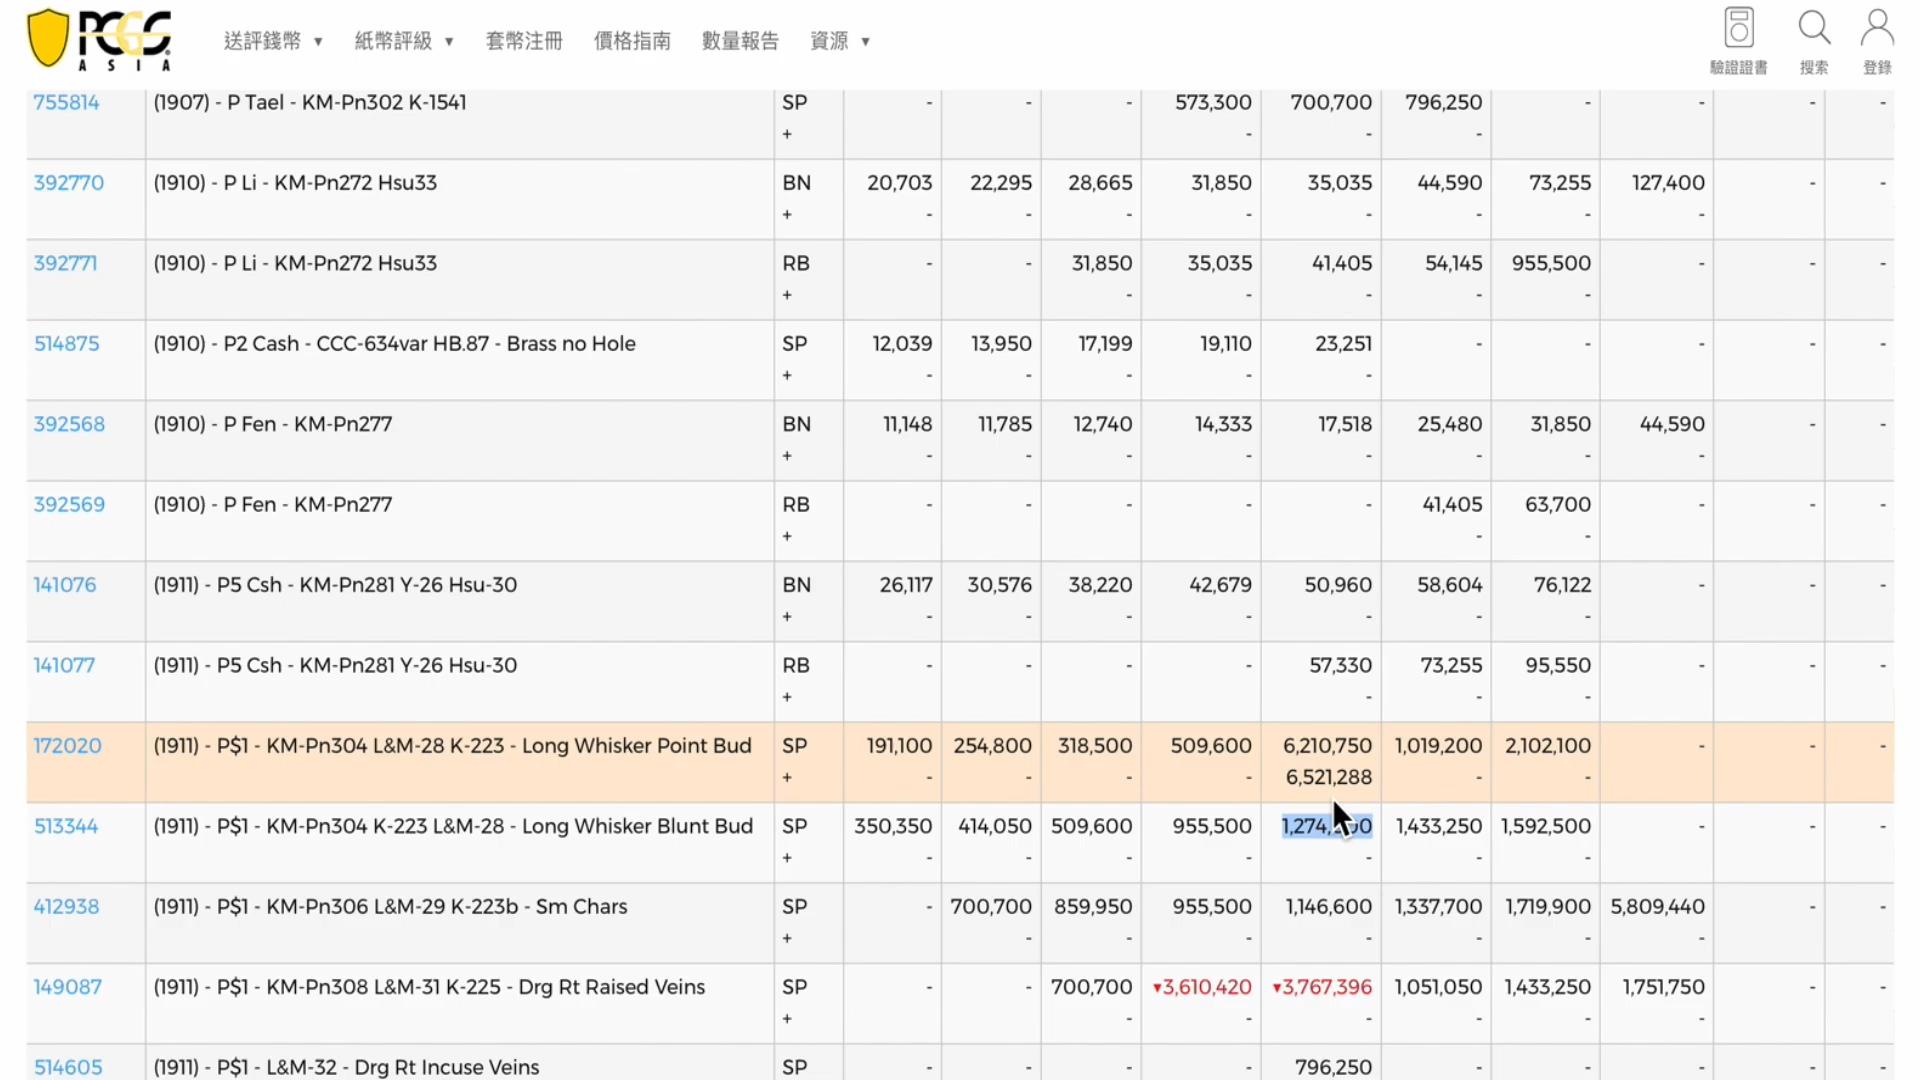 PCGS
ASIA
送評錢幣 ▼ 紙幣評級 ▼ 套幣注冊 價格指南 數量報告 資源 ▼ 驗證證書 搜索 登錄
755814 (1907) - P Tael - KM-Pn302 K-1541 SP - - - 573,300 700,700 796,250 - - - -
+ - - -
392770 (1910) - P Li - KM-Pn272 Hsu33 BN 20,703 22,295 28,665 31,850 35,035 44,590 73,255 127,400 - -
+ - - - - - - - -
392771 (1910) - P Li - KM-Pn272 Hsu33 RB - - 31,850 35,035 41,405 54,145 955,500 - - -
+ - - - - -
514875 (1910) - P2 Cash - CCC-634var HB.87 - Brass no Hole SP 12,039 13,950 17,199 19,110 23,251 - - - - -
+ - - - - -
392568 (1910) - P Fen - KM-Pn277 BN 11,148 11,785 12,740 14,333 17,518 25,480 31,850 44,590 - -
+ - - - - - - - -
392569 (1910) - P Fen - KM-Pn277 RB - - - - - 41,405 63,700 - - -
+ - -
141076 (1911) - P5 Csh - KM-Pn281 Y-26 Hsu-30 BN 26,117 30,576 38,220 42,679 50,960 58,604 76,122 - - -
+ - - - - - - -
141077 (1911) - P5 Csh - KM-Pn281 Y-26 Hsu-30 RB - - - - 57,330 73,255 95,550 - - -
+ - - -
172020 (1911) - P$1 - KM-Pn304 L&M-28 K-223 - Long Whisker Point Bud SP 191,100 254,800 318,500 509,600 6,210,750 1,019,200 2,102,100 - - -
+ - - - - 6,521,288 - -
513344 (1911) - P$1 - KM-Pn304 K-223 L&M-28 - Long Whisker Blunt Bud SP 350,350 414,050 509,600 955,500 1,433,250 1,592,500 - - -
+ - - - - - - -
412938 (1911) - P$1 - KM-Pn306 L&M-29 K-223b - Sm Chars SP - 700,700 859,950 955,500 1,146,600 1,337,700 1,719,900 5,809,440 - -
+ - - - - - - -
149087 (1911) - P$1 - KM-Pn308 L&M-31 K-225 - Drg Rt Raised Veins SP - - 700,700 ▾3,610,420 ▾3,767,396 1,051,050 1,433,250 1,751,750 - -
+ - - - - - -
514605 (1911) - P$1 - L&M-32 - Drg Rt Incuse Veins SP - - - - 796,250 - - - - -